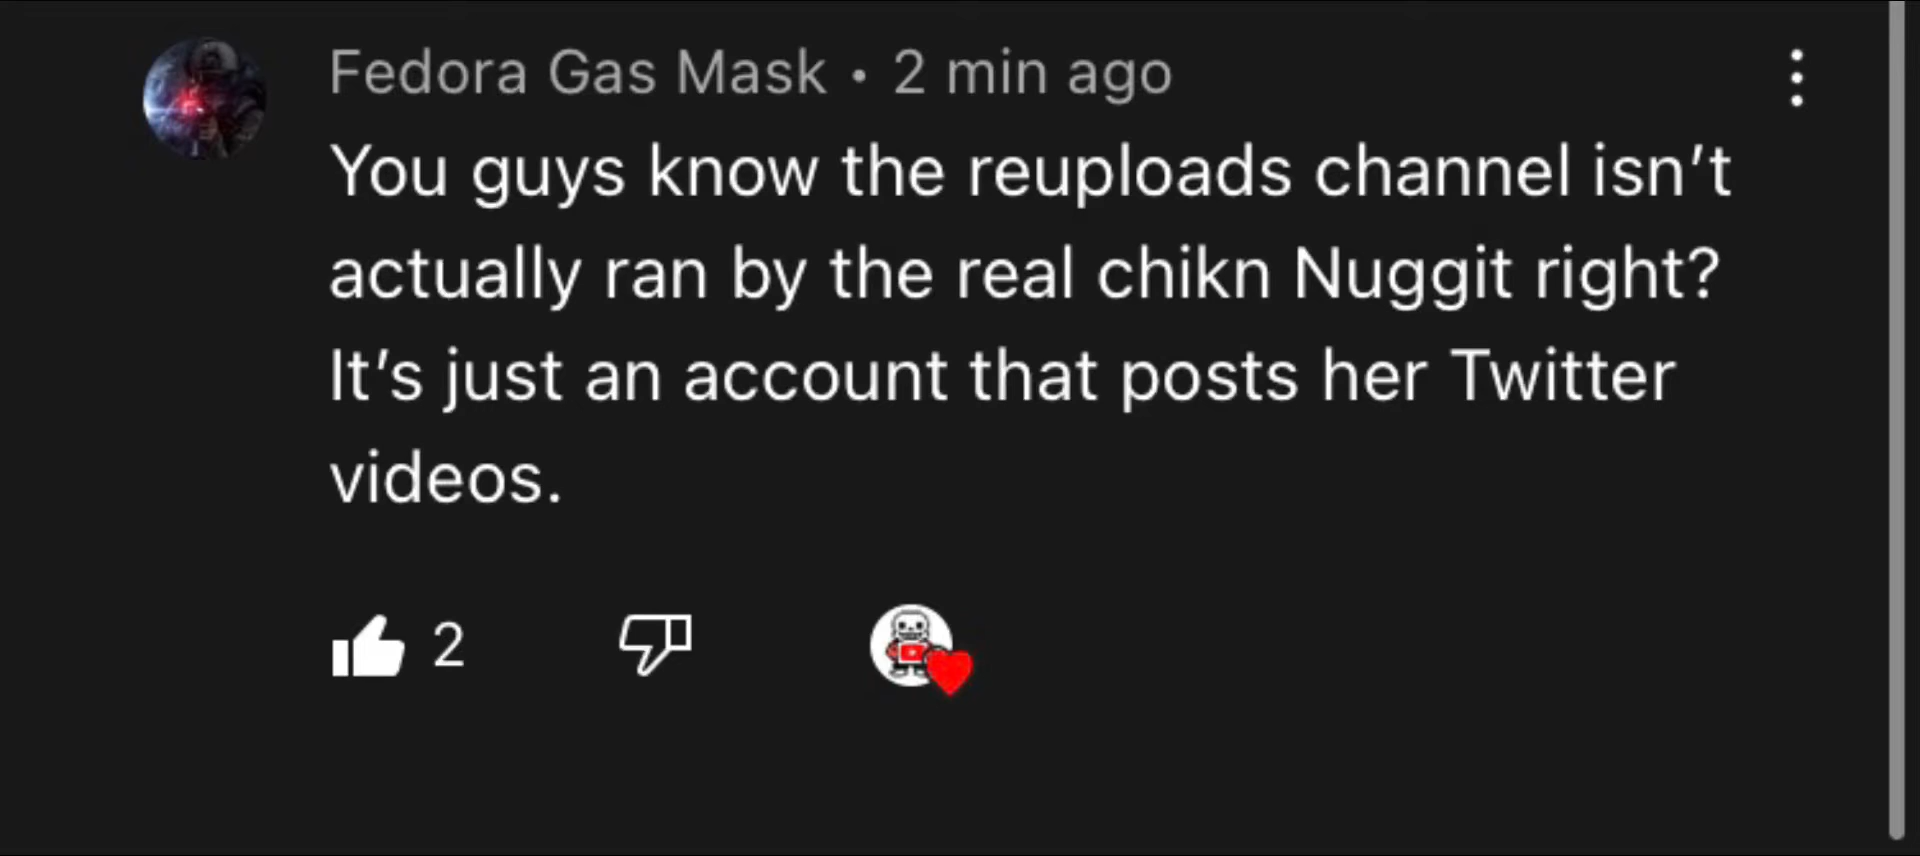 Fedora Gas Mask • 2 min ago
You guys know the reuploads channel isn't
actually ran by the real chikn Nuggit right?
It's just an account that posts her Twitter
videos.
2